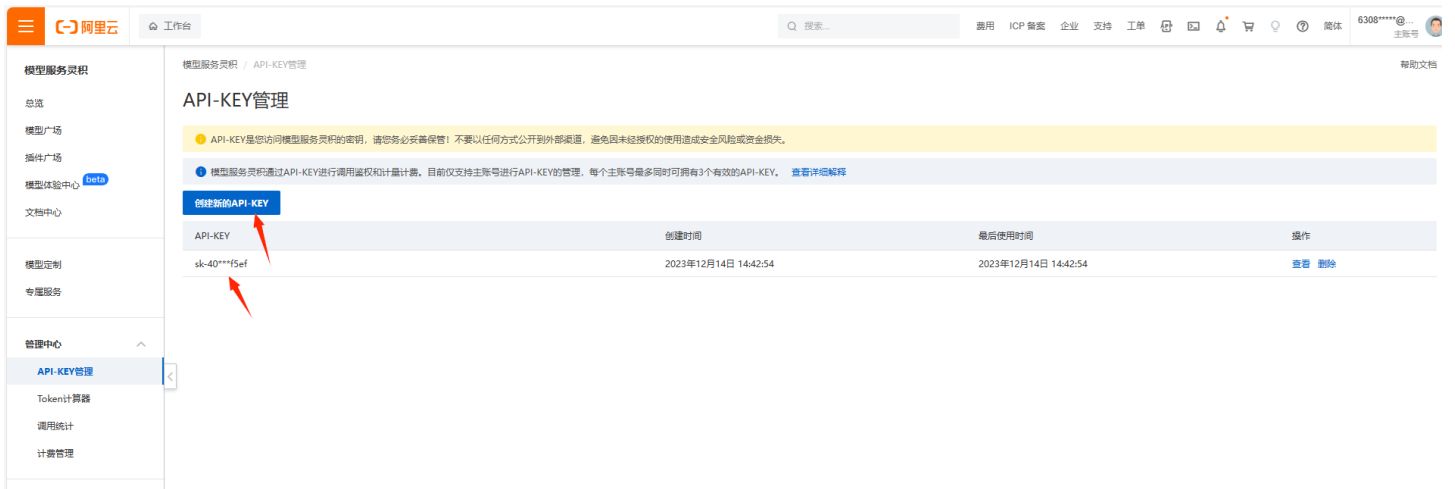 阿里云
工作台
搜索...
费用 ICP 备案 企业 支持 工单 简体
6308*****@...
主账号
模型服务灵积
总览
模型广场
插件广场
模型体验中心 beta
文档中心
模型定制
专属服务
管理中心
API-KEY管理
Token计算器
调用统计
计费管理
模型服务灵积 / API-KEY管理
帮助文档
API-KEY管理
API-KEY是您访问模型服务灵积的密钥，请您务必妥善保管！不要以任何方式公开到外部渠道，避免因未经授权的使用造成安全风险或资金损失。
模型服务灵积通过API-KEY进行调用鉴权和计量计费。目前仅支持主账号进行API-KEY的管理，每个主账号最多同时可拥有3个有效的API-KEY。 查看详细解释
创建新的API-KEY
API-KEY 创建时间 最后使用时间 操作
sk-40***f5ef 2023年12月14日 14:42:54 2023年12月14日 14:42:54 查看 删除